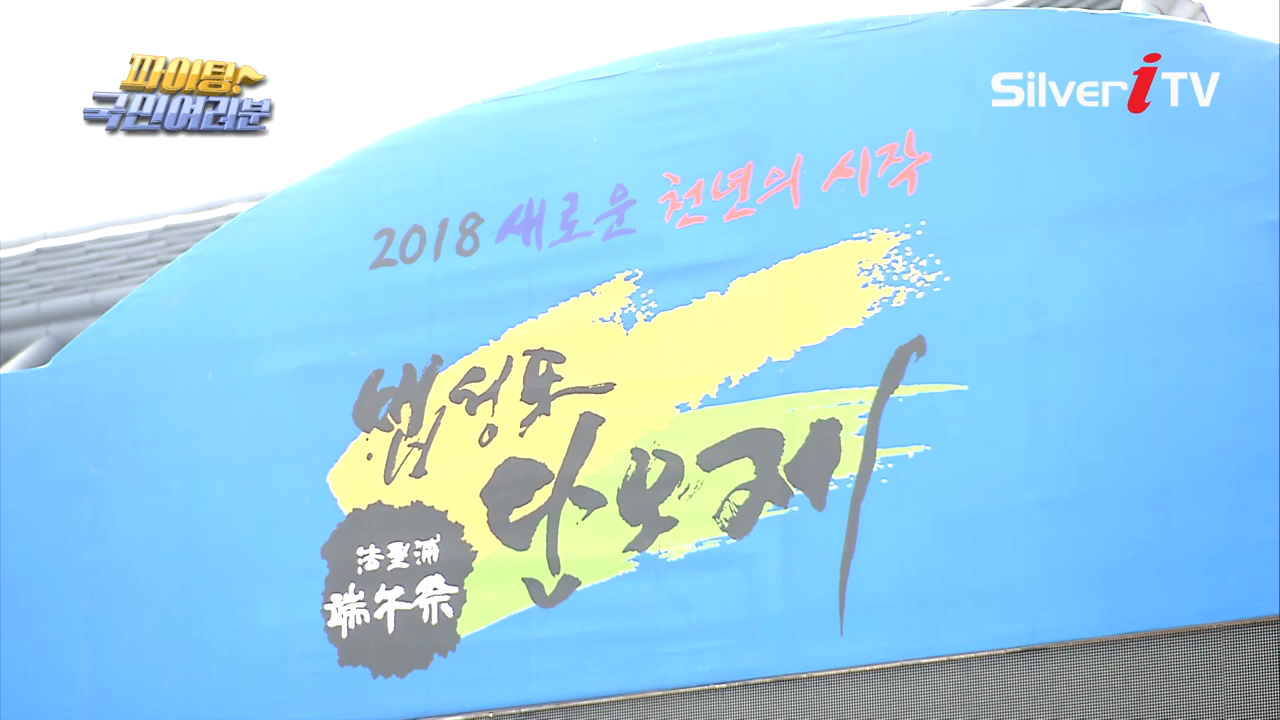 파이팅!
국민여러분
Silver i TV
2018 새로운 천년의 시작
법성포
단오제
法聖浦
端午祭